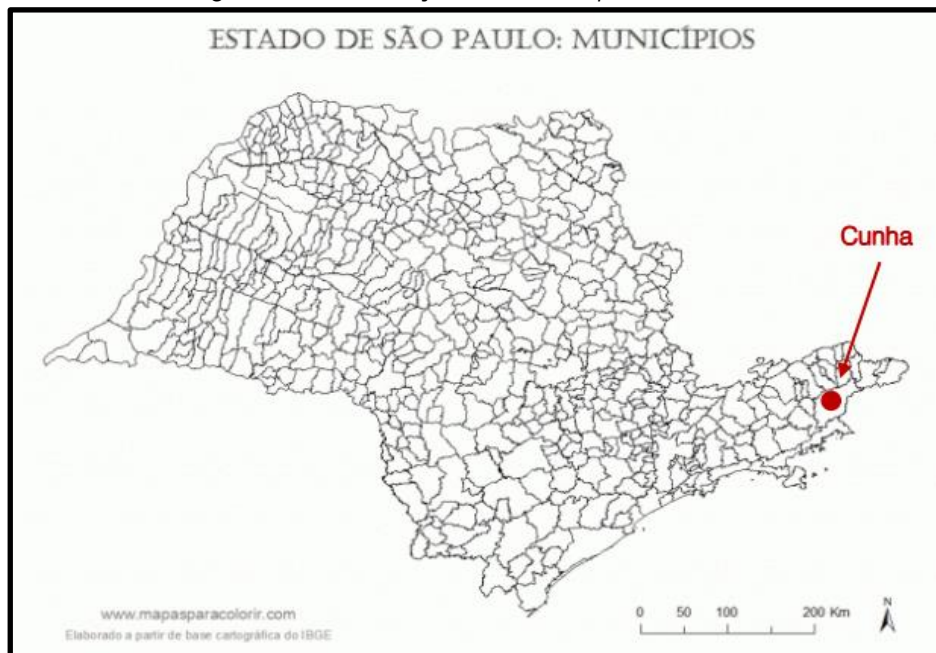 ESTADO DE SÃO PAULO: MUNICÍPIOS
Cunha
www.mapasparacolorir.com
Elaborado a partir de base cartográfica do IBGE
0 50 100 200 Km
N